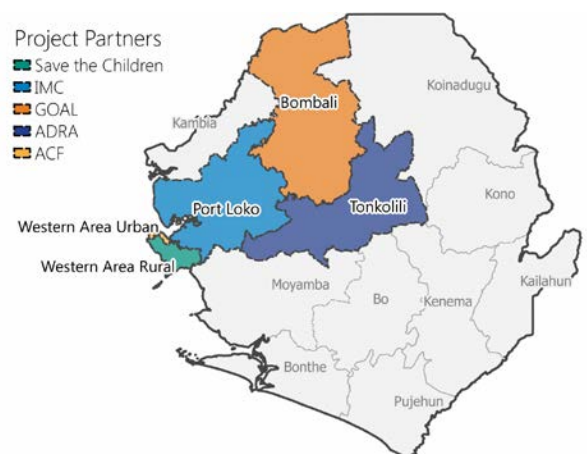 Project Partners
Save the Children
IMC
GOAL
ADRA
ACF
Koinadugu
Bombali
Kambia
Kono
Port Loko
Tonkolili
Western Area Urban
Western Area Rural
Kailahun
Moyamba
Bo
Kenema
Bonthe
Pujehun